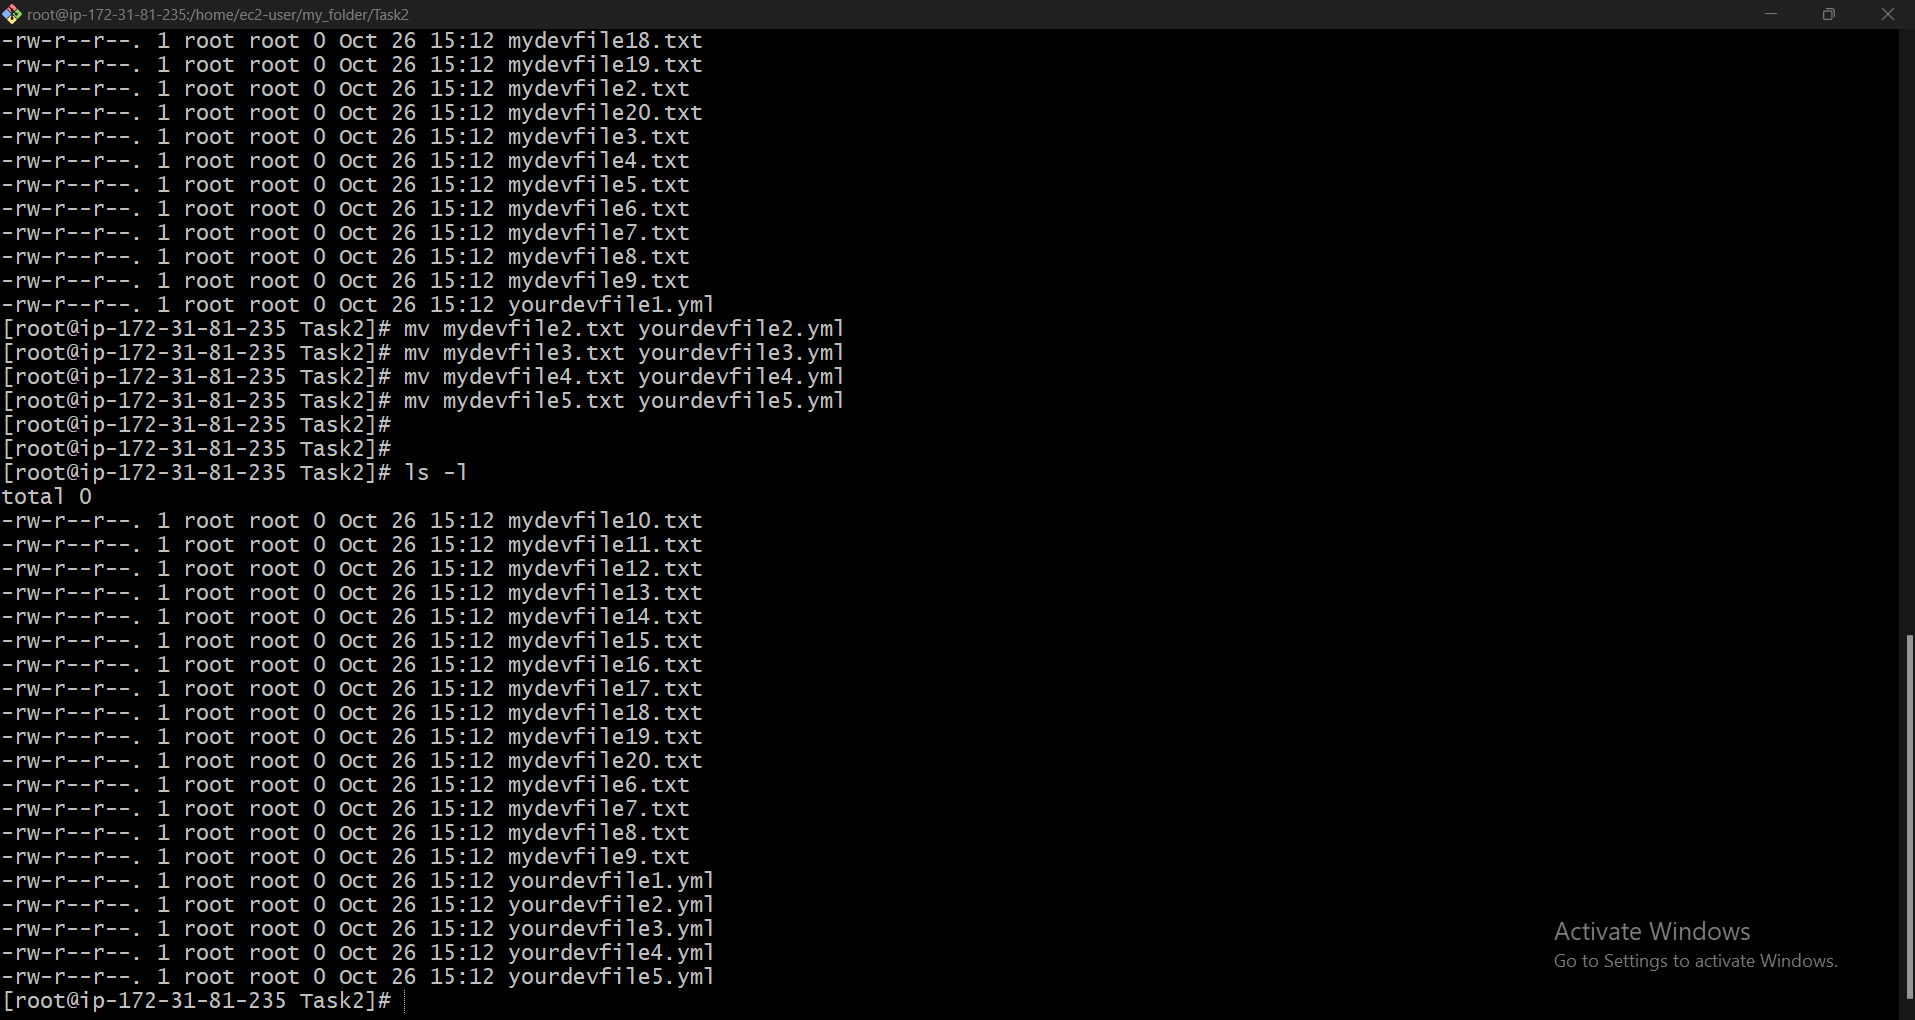 root@ip-172-31-81-235:/home/ec2-user/my_folder/Task2
-rw-r--r--. 1 root root 0 Oct 26 15:12 mydevfile18.txt
-rw-r--r--. 1 root root 0 Oct 26 15:12 mydevfile19.txt
-rw-r--r--. 1 root root 0 Oct 26 15:12 mydevfile2.txt
-rw-r--r--. 1 root root 0 Oct 26 15:12 mydevfile20.txt
-rw-r--r--. 1 root root 0 Oct 26 15:12 mydevfile3.txt
-rw-r--r--. 1 root root 0 Oct 26 15:12 mydevfile4.txt
-rw-r--r--. 1 root root 0 Oct 26 15:12 mydevfile5.txt
-rw-r--r--. 1 root root 0 Oct 26 15:12 mydevfile6.txt
-rw-r--r--. 1 root root 0 Oct 26 15:12 mydevfile7.txt
-rw-r--r--. 1 root root 0 Oct 26 15:12 mydevfile8.txt
-rw-r--r--. 1 root root 0 Oct 26 15:12 mydevfile9.txt
-rw-r--r--. 1 root root 0 Oct 26 15:12 yourdevfile1.yml
[root@ip-172-31-81-235 Task2]# mv mydevfile2.txt yourdevfile2.yml
[root@ip-172-31-81-235 Task2]# mv mydevfile3.txt yourdevfile3.yml
[root@ip-172-31-81-235 Task2]# mv mydevfile4.txt yourdevfile4.yml
[root@ip-172-31-81-235 Task2]# mv mydevfile5.txt yourdevfile5.yml
[root@ip-172-31-81-235 Task2]#
[root@ip-172-31-81-235 Task2]#
[root@ip-172-31-81-235 Task2]# ls -l
total 0
-rw-r--r--. 1 root root 0 Oct 26 15:12 mydevfile10.txt
-rw-r--r--. 1 root root 0 Oct 26 15:12 mydevfile11.txt
-rw-r--r--. 1 root root 0 Oct 26 15:12 mydevfile12.txt
-rw-r--r--. 1 root root 0 Oct 26 15:12 mydevfile13.txt
-rw-r--r--. 1 root root 0 Oct 26 15:12 mydevfile14.txt
-rw-r--r--. 1 root root 0 Oct 26 15:12 mydevfile15.txt
-rw-r--r--. 1 root root 0 Oct 26 15:12 mydevfile16.txt
-rw-r--r--. 1 root root 0 Oct 26 15:12 mydevfile17.txt
-rw-r--r--. 1 root root 0 Oct 26 15:12 mydevfile18.txt
-rw-r--r--. 1 root root 0 Oct 26 15:12 mydevfile19.txt
-rw-r--r--. 1 root root 0 Oct 26 15:12 mydevfile20.txt
-rw-r--r--. 1 root root 0 Oct 26 15:12 mydevfile6.txt
-rw-r--r--. 1 root root 0 Oct 26 15:12 mydevfile7.txt
-rw-r--r--. 1 root root 0 Oct 26 15:12 mydevfile8.txt
-rw-r--r--. 1 root root 0 Oct 26 15:12 mydevfile9.txt
-rw-r--r--. 1 root root 0 Oct 26 15:12 yourdevfile1.yml
-rw-r--r--. 1 root root 0 Oct 26 15:12 yourdevfile2.yml
-rw-r--r--. 1 root root 0 Oct 26 15:12 yourdevfile3.yml
-rw-r--r--. 1 root root 0 Oct 26 15:12 yourdevfile4.yml
-rw-r--r--. 1 root root 0 Oct 26 15:12 yourdevfile5.yml
[root@ip-172-31-81-235 Task2]#
Activate Windows
Go to Settings to activate Windows.